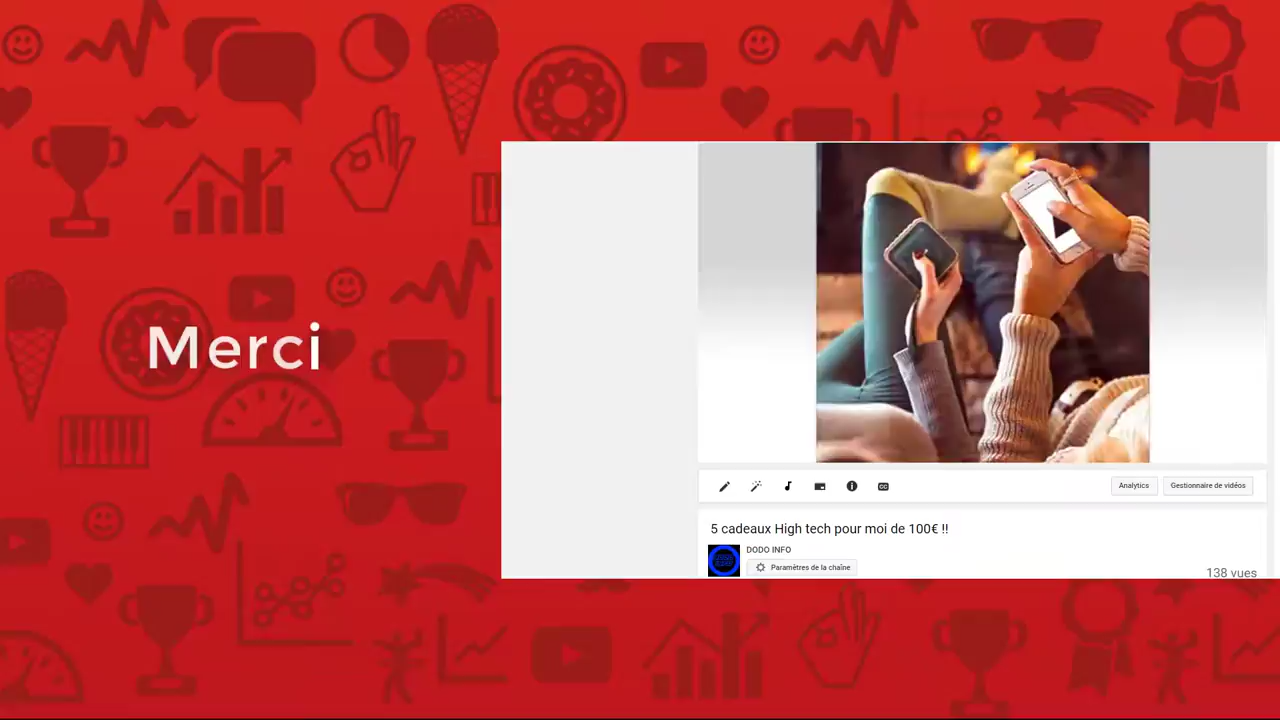 Merci
CC
Analytics
Gestionnaire de vidéos
5 cadeaux High tech pour moi de 100€ !!
DODO INFO
Paramètres de la chaîne
138 vues